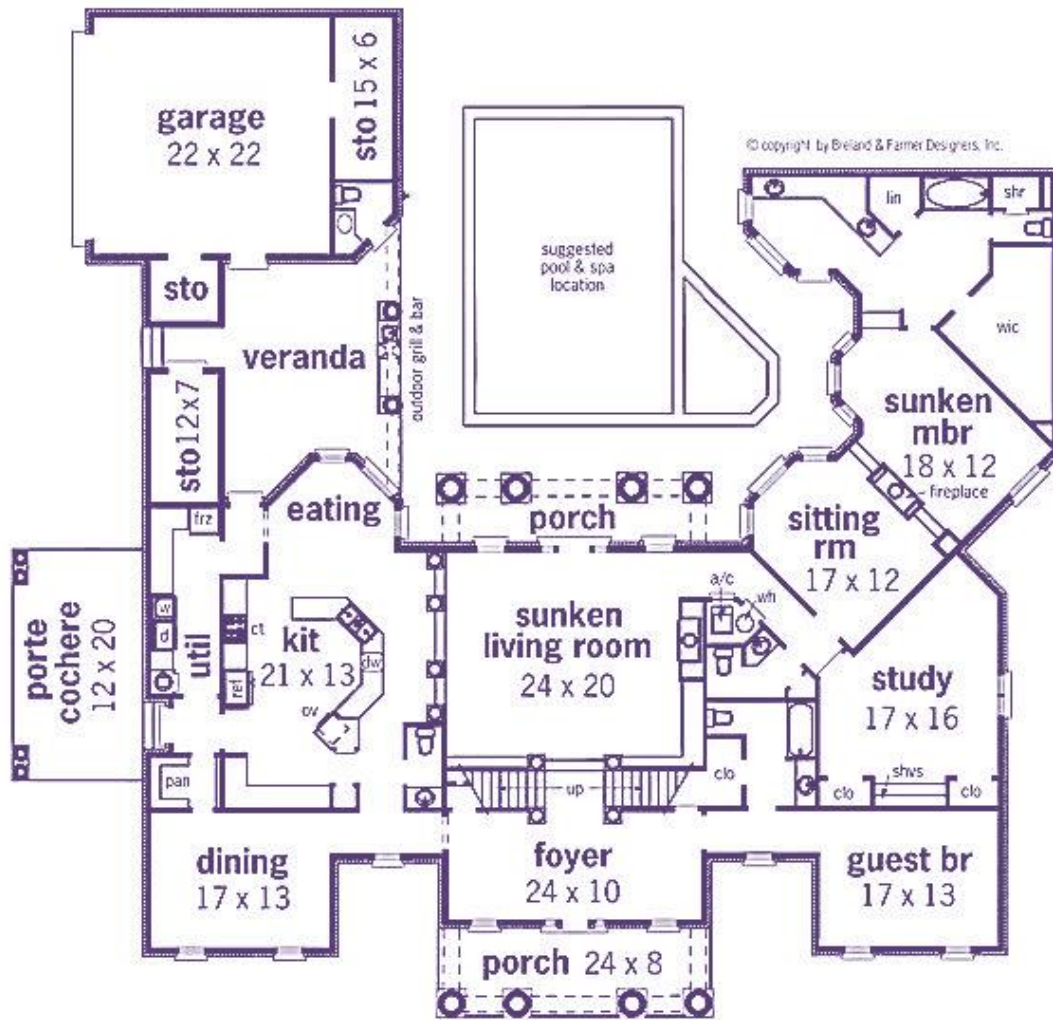 garage
22 x 22
sto 15 x 6
© copyright by Breland & Farmer Designers, Inc.
lin
shr
suggested
pool & spa
location
sto
wic
veranda
outdoor grill & bar
sunken
mbr
18 x 12
fireplace
sto 12 x 7
eating
frz
porch
sitting
rm
17 x 12
a/c
wh
porte
cochere
12 x 20
w
d
util
ct
kit
21 x 13
dw
ref
ov
sunken
living room
24 x 20
study
17 x 16
pan
clo
shvs
clo
clo
up
dining
17 x 13
foyer
24 x 10
guest br
17 x 13
porch 24 x 8